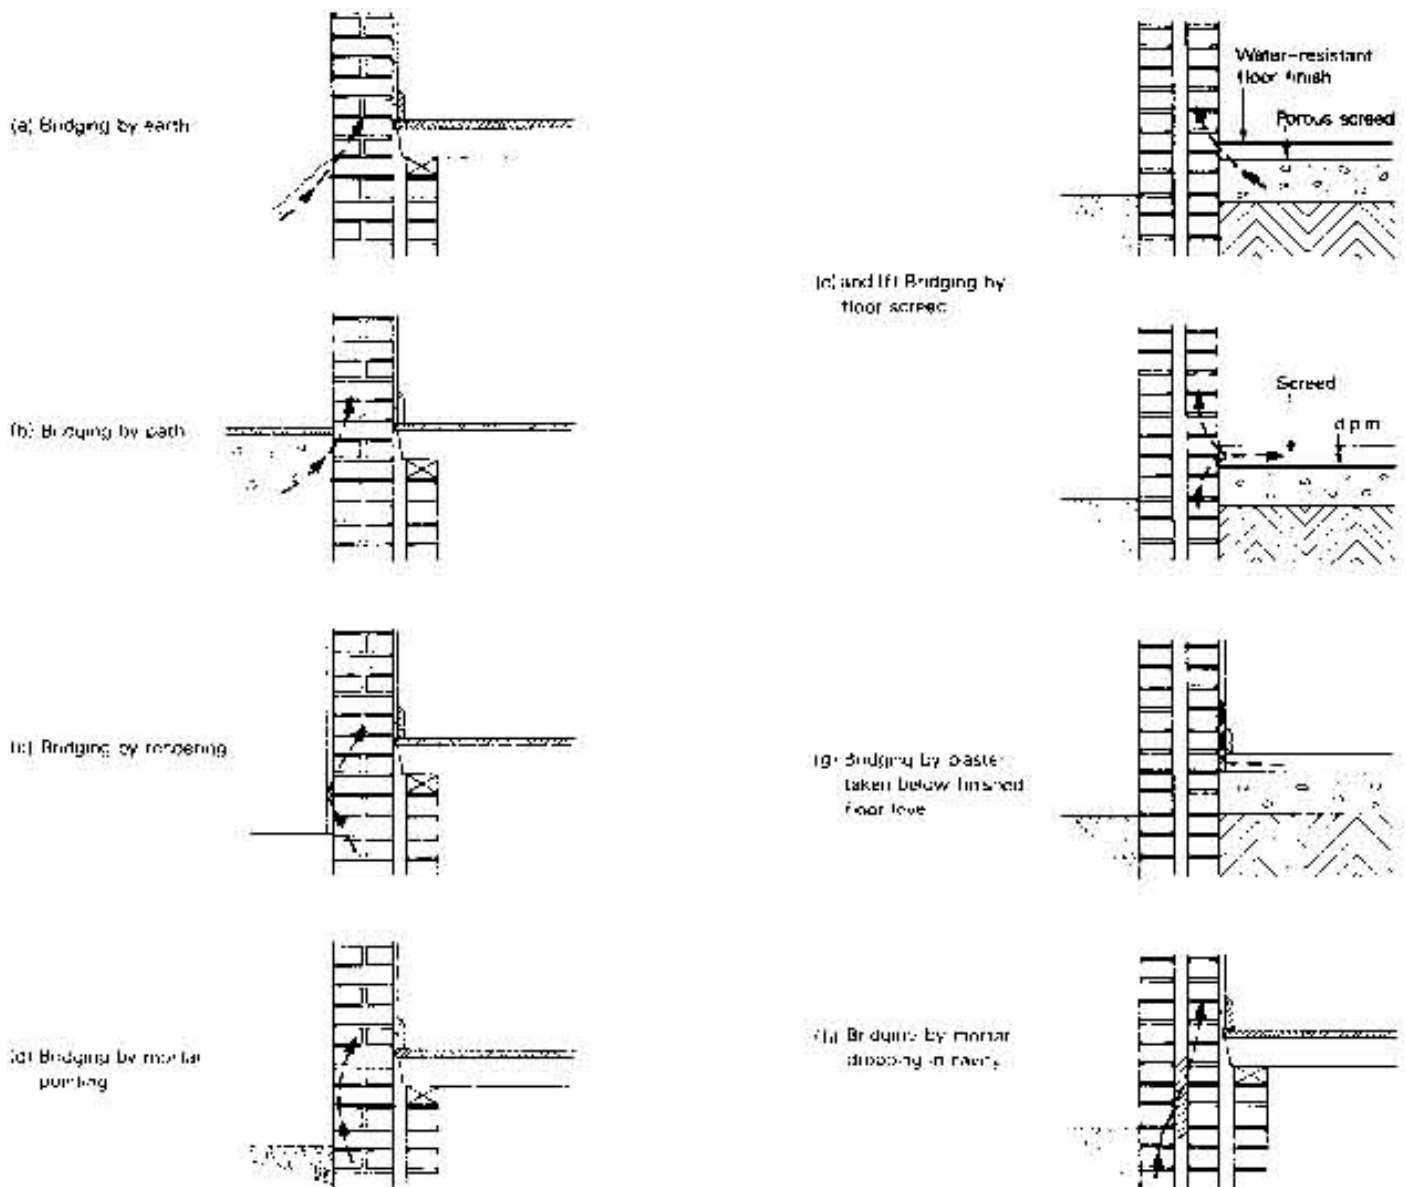 (a) Bridging by earth
(b) Bridging by path
(c) Bridging by rendering
(d) Bridging by mortar
pointing
Water-resistant
floor finish
Porous screed
(e) and (f) Bridging by
floor screed
Screed
d p m
(g) Bridging by plaster
taken below finished
floor level
(h) Bridging by mortar
dropping in cavity